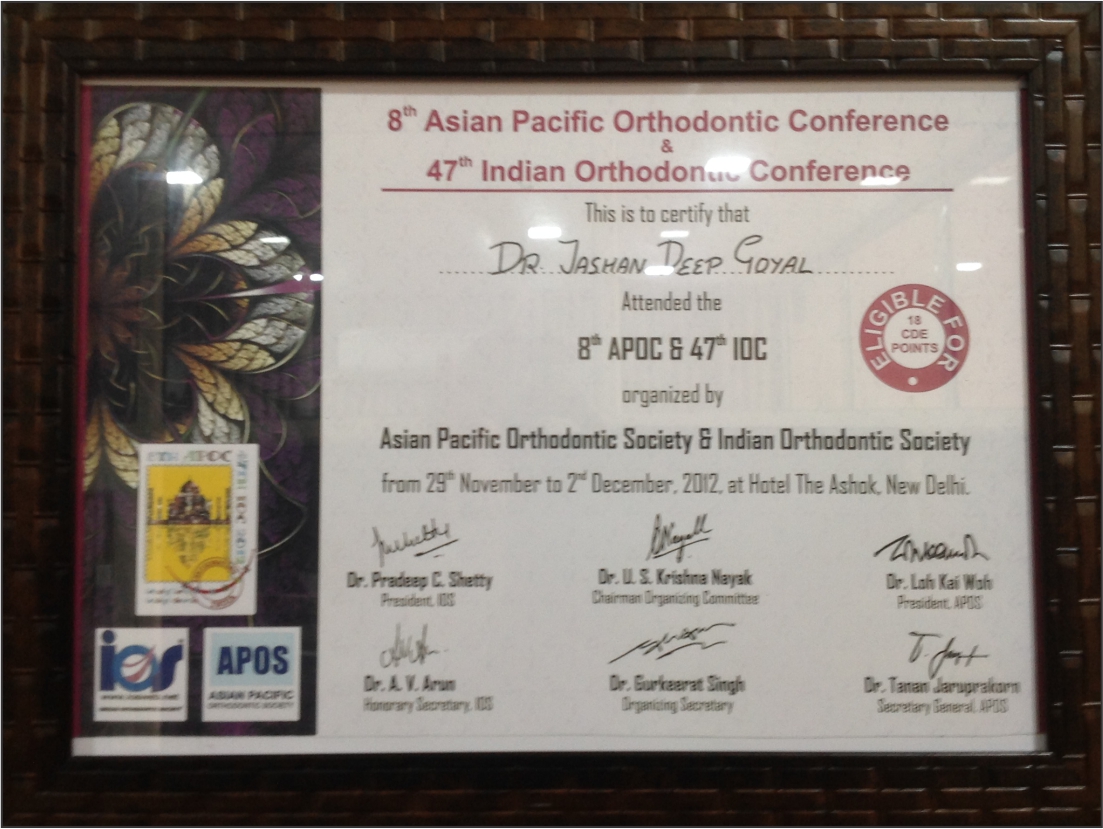 8th Asian Pacific Orthodontic Conference
&
47th Indian Orthodontic Conference
This is to certify that
DR. JASHAN DEEP GOYAL
Attended the
8th APOC & 47th IOC
organized by
Asian Pacific Orthodontic Society & Indian Orthodontic Society
from 29th November to 2nd December, 2012, at Hotel The Ashok, New Delhi.
ELIGIBLE FOR
18
CDE
POINTS
Dr. Pradeep C. Shetty
President, IOS
Dr. U. S. Krishna Nayak
Chairman Organizing Committee
Dr. Loh Kai Woh
President, APOS
Dr. A. V. Arun
Honorary Secretary, IOS
Dr. Gurkeerat Singh
Organizing Secretary
Dr. Tanan Jaruprakorn
Secretary General, APOS
8TH APOC
ios
APOS
ASIAN PACIFIC
ORTHODONTIC SOCIETY